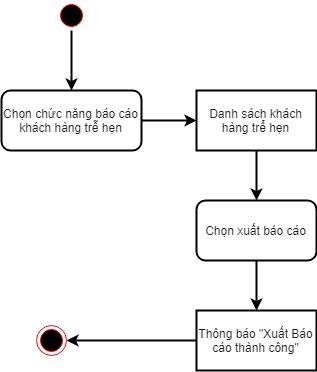 Chọn chức năng báo cáo
khách hàng trễ hẹn
Danh sách khách
hàng trể hẹn
Chọn xuất báo cáo
Thông báo "Xuất Báo
cáo thành công"